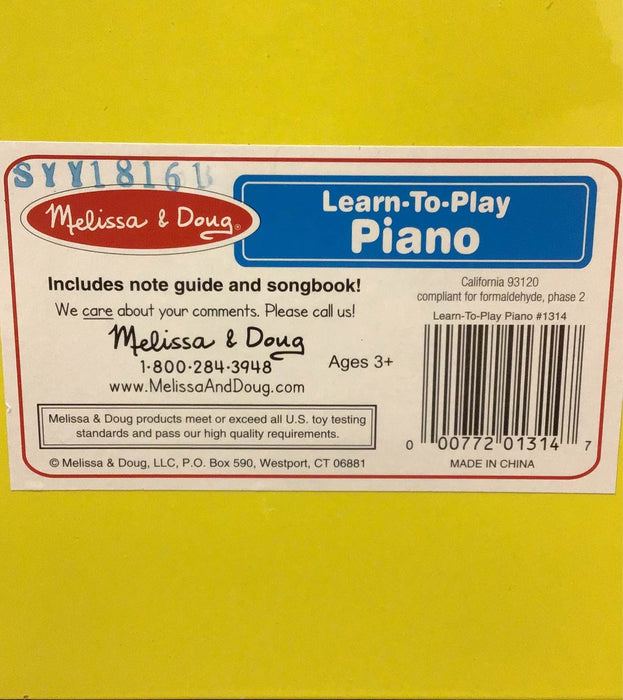 SYY18161
Melissa & Doug®
Learn-To-Play
Piano
Includes note guide and songbook!
We care about your comments. Please call us!
Melissa & Doug
1-800-284-3948
www.MelissaAndDoug.com
Ages 3+
California 93120
compliant for formaldehyde, phase 2
Learn-To-Play Piano #1314
0 00772 01314 7
MADE IN CHINA
Melissa & Doug products meet or exceed all U.S. toy testing
standards and pass our high quality requirements.
© Melissa & Doug, LLC, P.O. Box 590, Westport, CT 06881